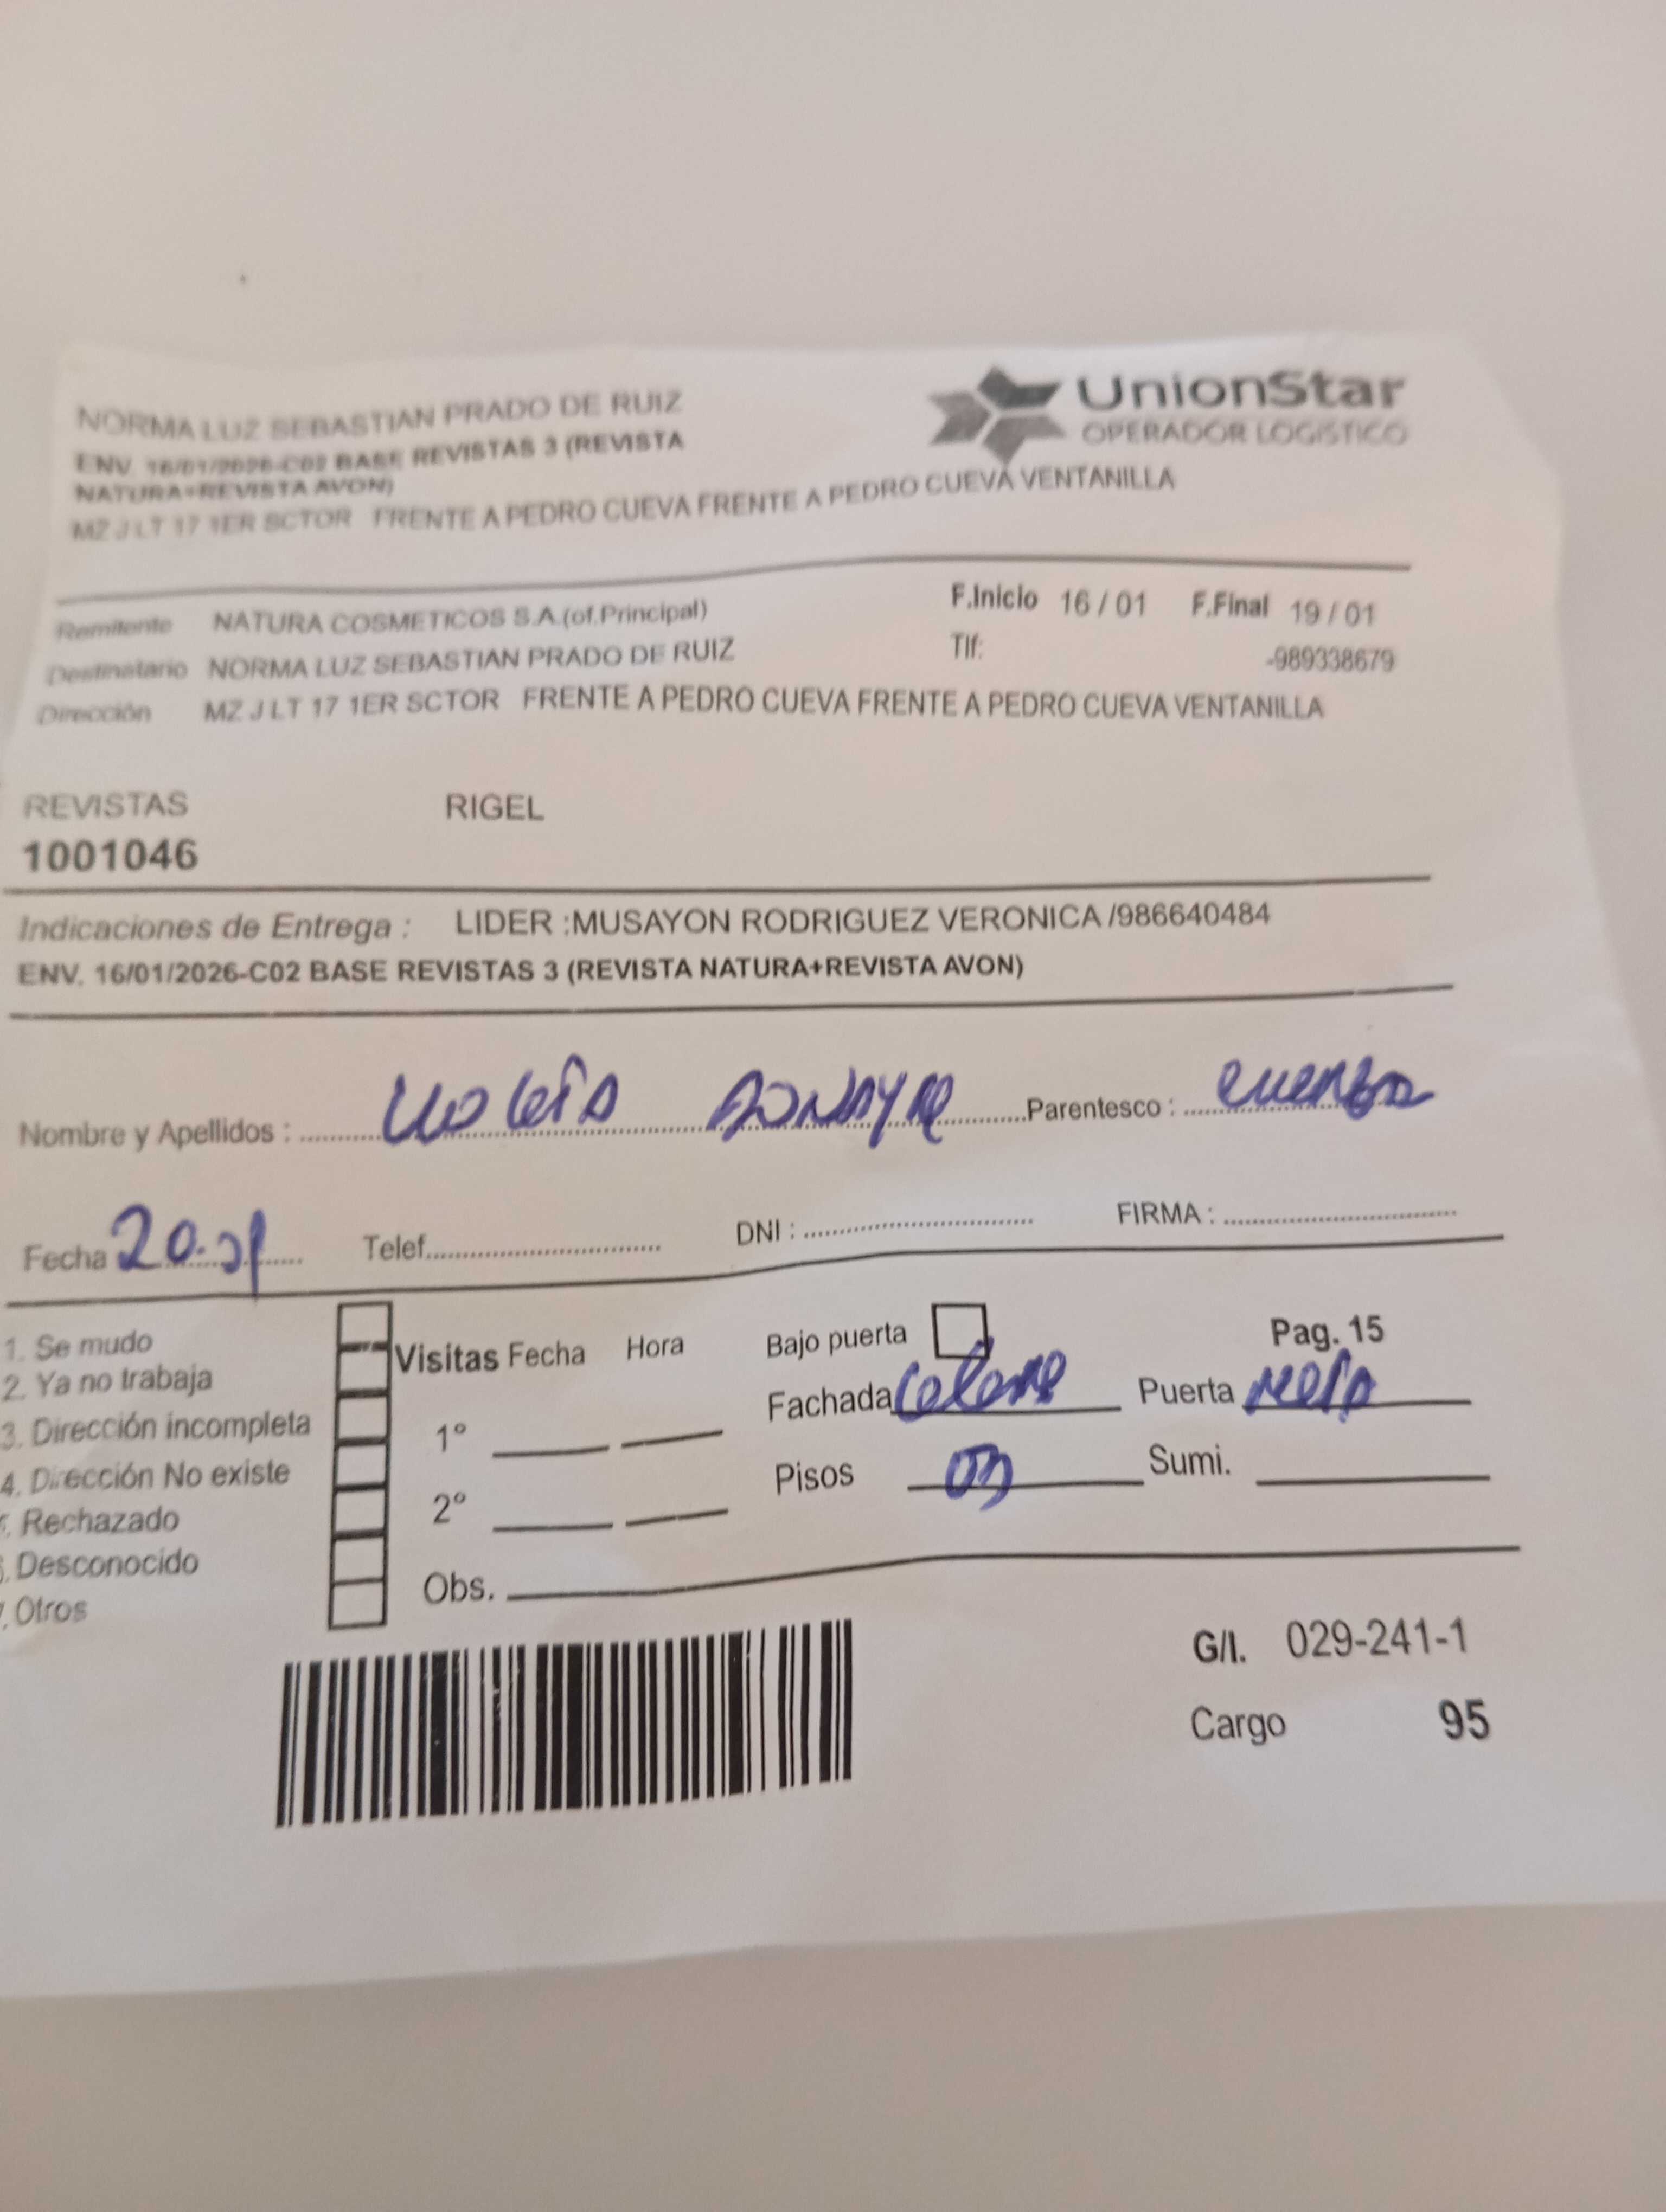 NORMA LUZ SEBASTIAN PRADO DE RUIZ
UnionStar
OPERADOR LOGÍSTICO
ENV. 16/01/2026-C02 BASE REVISTAS 3 (REVISTA
NATURA+REVISTA AVON)
MZ J LT 17 1ER SCTOR FRENTE A PEDRO CUEVA FRENTE A PEDRO CUEVA VENTANILLA
Remitente NATURA COSMETICOS S.A.(of.Principal) F.Inicio 16 / 01 F.Final 19 / 01
Destinatario NORMA LUZ SEBASTIAN PRADO DE RUIZ Tlf: -989338679
Dirección MZ J LT 17 1ER SCTOR FRENTE A PEDRO CUEVA FRENTE A PEDRO CUEVA VENTANILLA
REVISTAS RIGEL
1001046
Indicaciones de Entrega : LIDER :MUSAYON RODRIGUEZ VERONICA /986640484
ENV. 16/01/2026-C02 BASE REVISTAS 3 (REVISTA NATURA+REVISTA AVON)
Nombre y Apellidos : Parentesco :
Fecha 20.01 Telef. DNI : FIRMA :
1. Se mudo
2. Ya no trabaja
3. Dirección incompleta
4. Dirección No existe
. Rechazado
. Desconocido
. Otros
Visitas Fecha Hora
1°
2°
Obs.
Bajo puerta Pag. 15
Fachada Puerta
Pisos 03 Sumi.
G/I. 029-241-1
Cargo 95